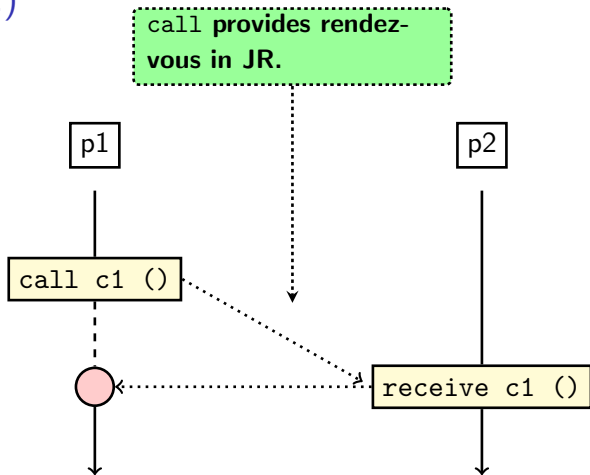 )
call provides rendez-
vous in JR.
p1
p2
call c1 ()
receive c1 ()